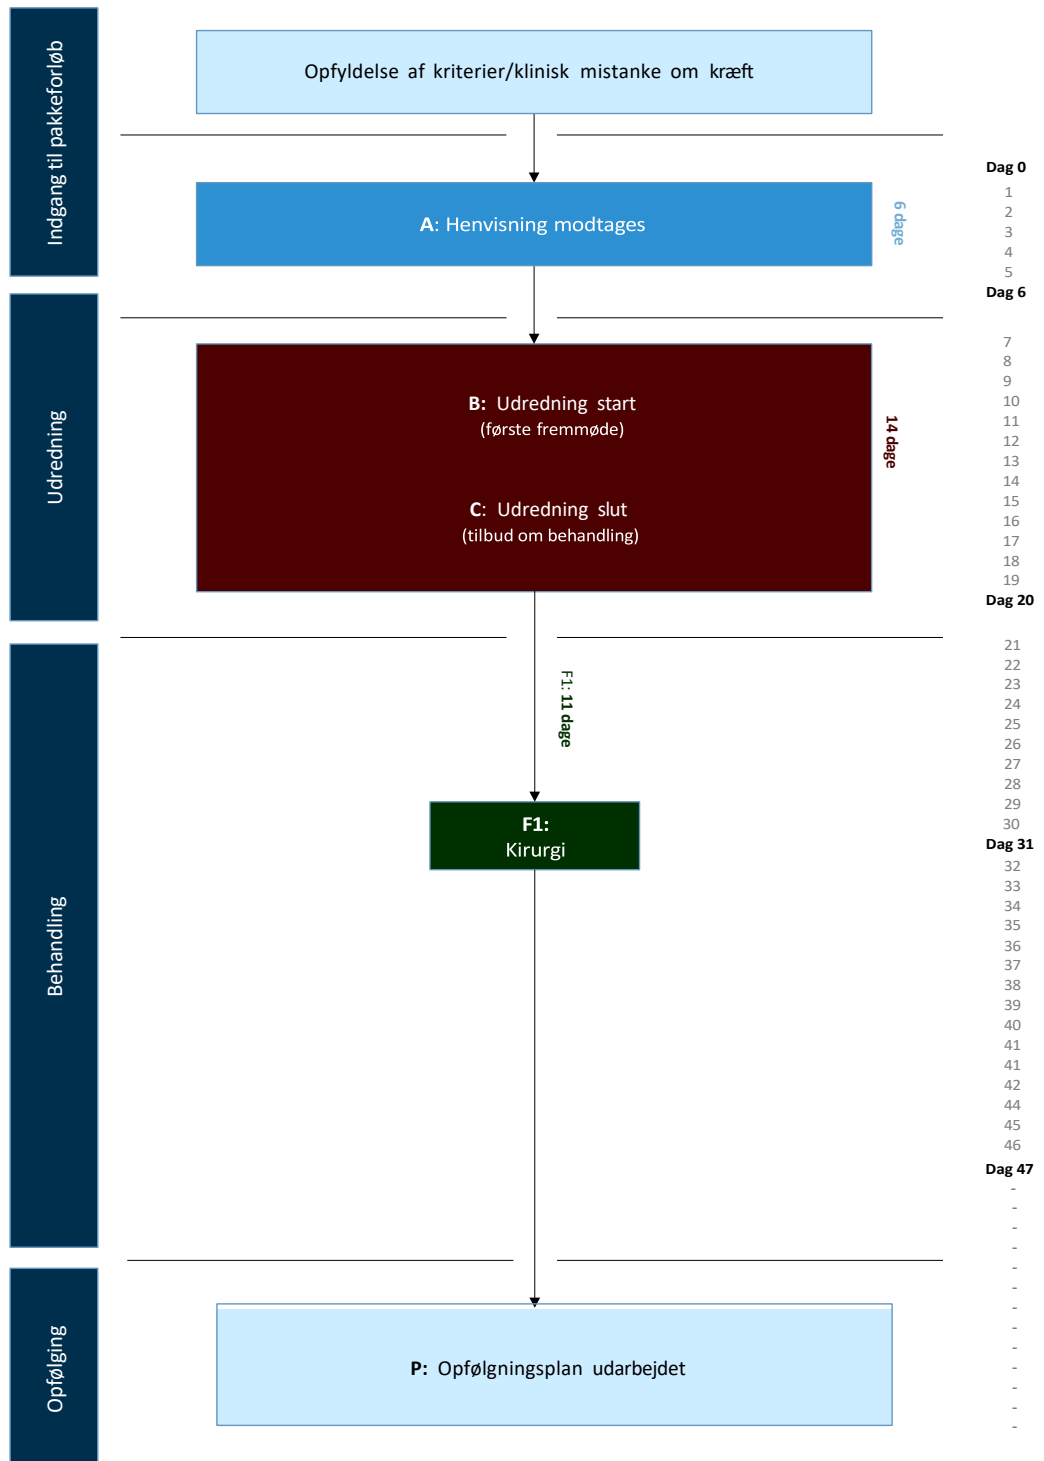 Indgang til pakkeforløb
Opfyldelse af kriterier/klinisk mistanke om kræft
Dag 0
A: Henvisning modtages
6 dage
1
2
3
4
5
Dag 6
Udredning
B: Udredning start
(første fremmøde)
C: Udredning slut
(tilbud om behandling)
14 dage
7
8
9
10
11
12
13
14
15
16
17
18
19
Dag 20
Behandling
F1: 11 dage
F1:
Kirurgi
21
22
23
24
25
26
27
28
29
30
Dag 31
32
33
34
35
36
37
38
39
40
41
41
42
44
45
46
Dag 47
-
-
-
-
-
-
-
-
-
-
-
-
-
Opfølging
P: Opfølgningsplan udarbejdet